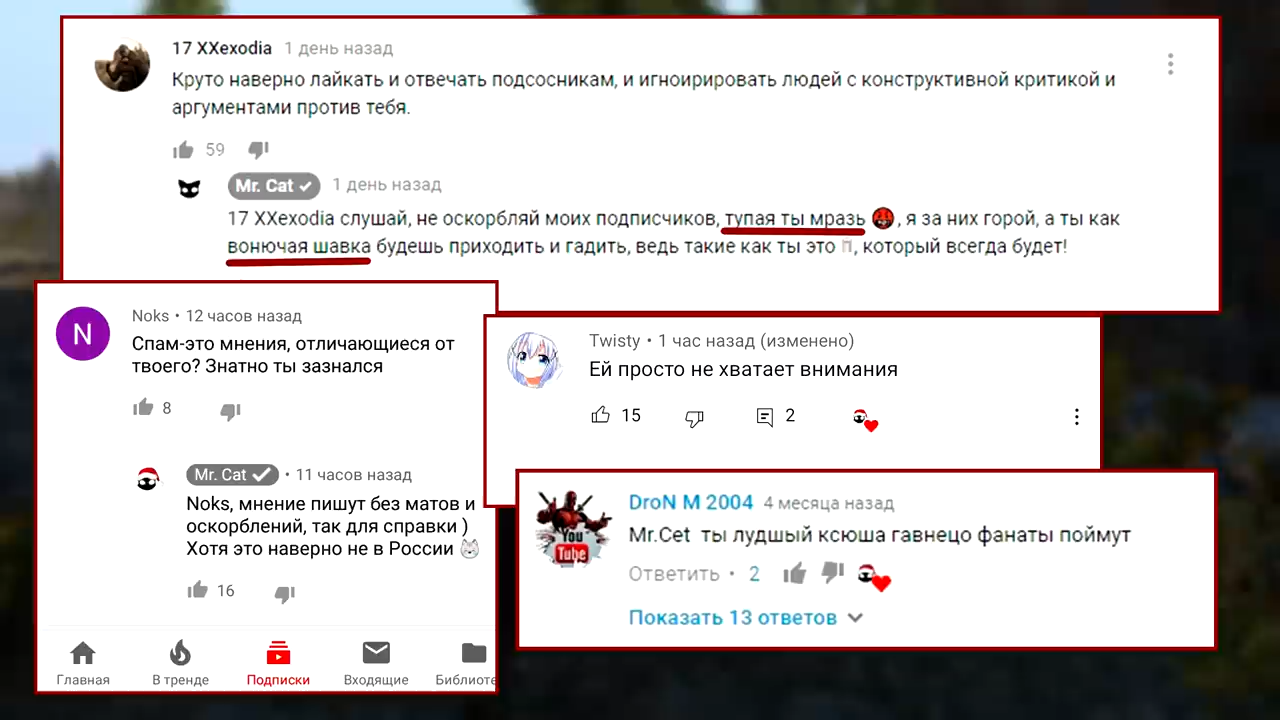 17 XXexodia 1 день назад
Круто наверно лайкать и отвечать подсосникам, и игноирировать людей с конструктивной критикой и
аргументами против тебя.
59
Mr. Cat 1 день назад
17 XXexodia слушай, не оскорбляй моих подписчиков, тупая ты мразь 🤬, я за них горой, а ты как
вонючая шавка будешь приходить и гадить, ведь такие как ты это п, который всегда будет!
N
Noks • 12 часов назад
Спам-это мнения, отличающиеся от
твоего? Знатно ты зазнался
8
Mr. Cat • 11 часов назад
Noks, мнение пишут без матов и
оскорблений, так для справки )
Хотя это наверно не в России
16
Главная В тренде Подписки Входящие Библиоте
Twisty • 1 час назад (изменено)
Ей просто не хватает внимания
15 2
You
Tube
DroN M 2004 4 месяца назад
Mr.Cet ты лудшый ксюша гавнецо фанаты поймут
Ответить • 2
Показать 13 ответов